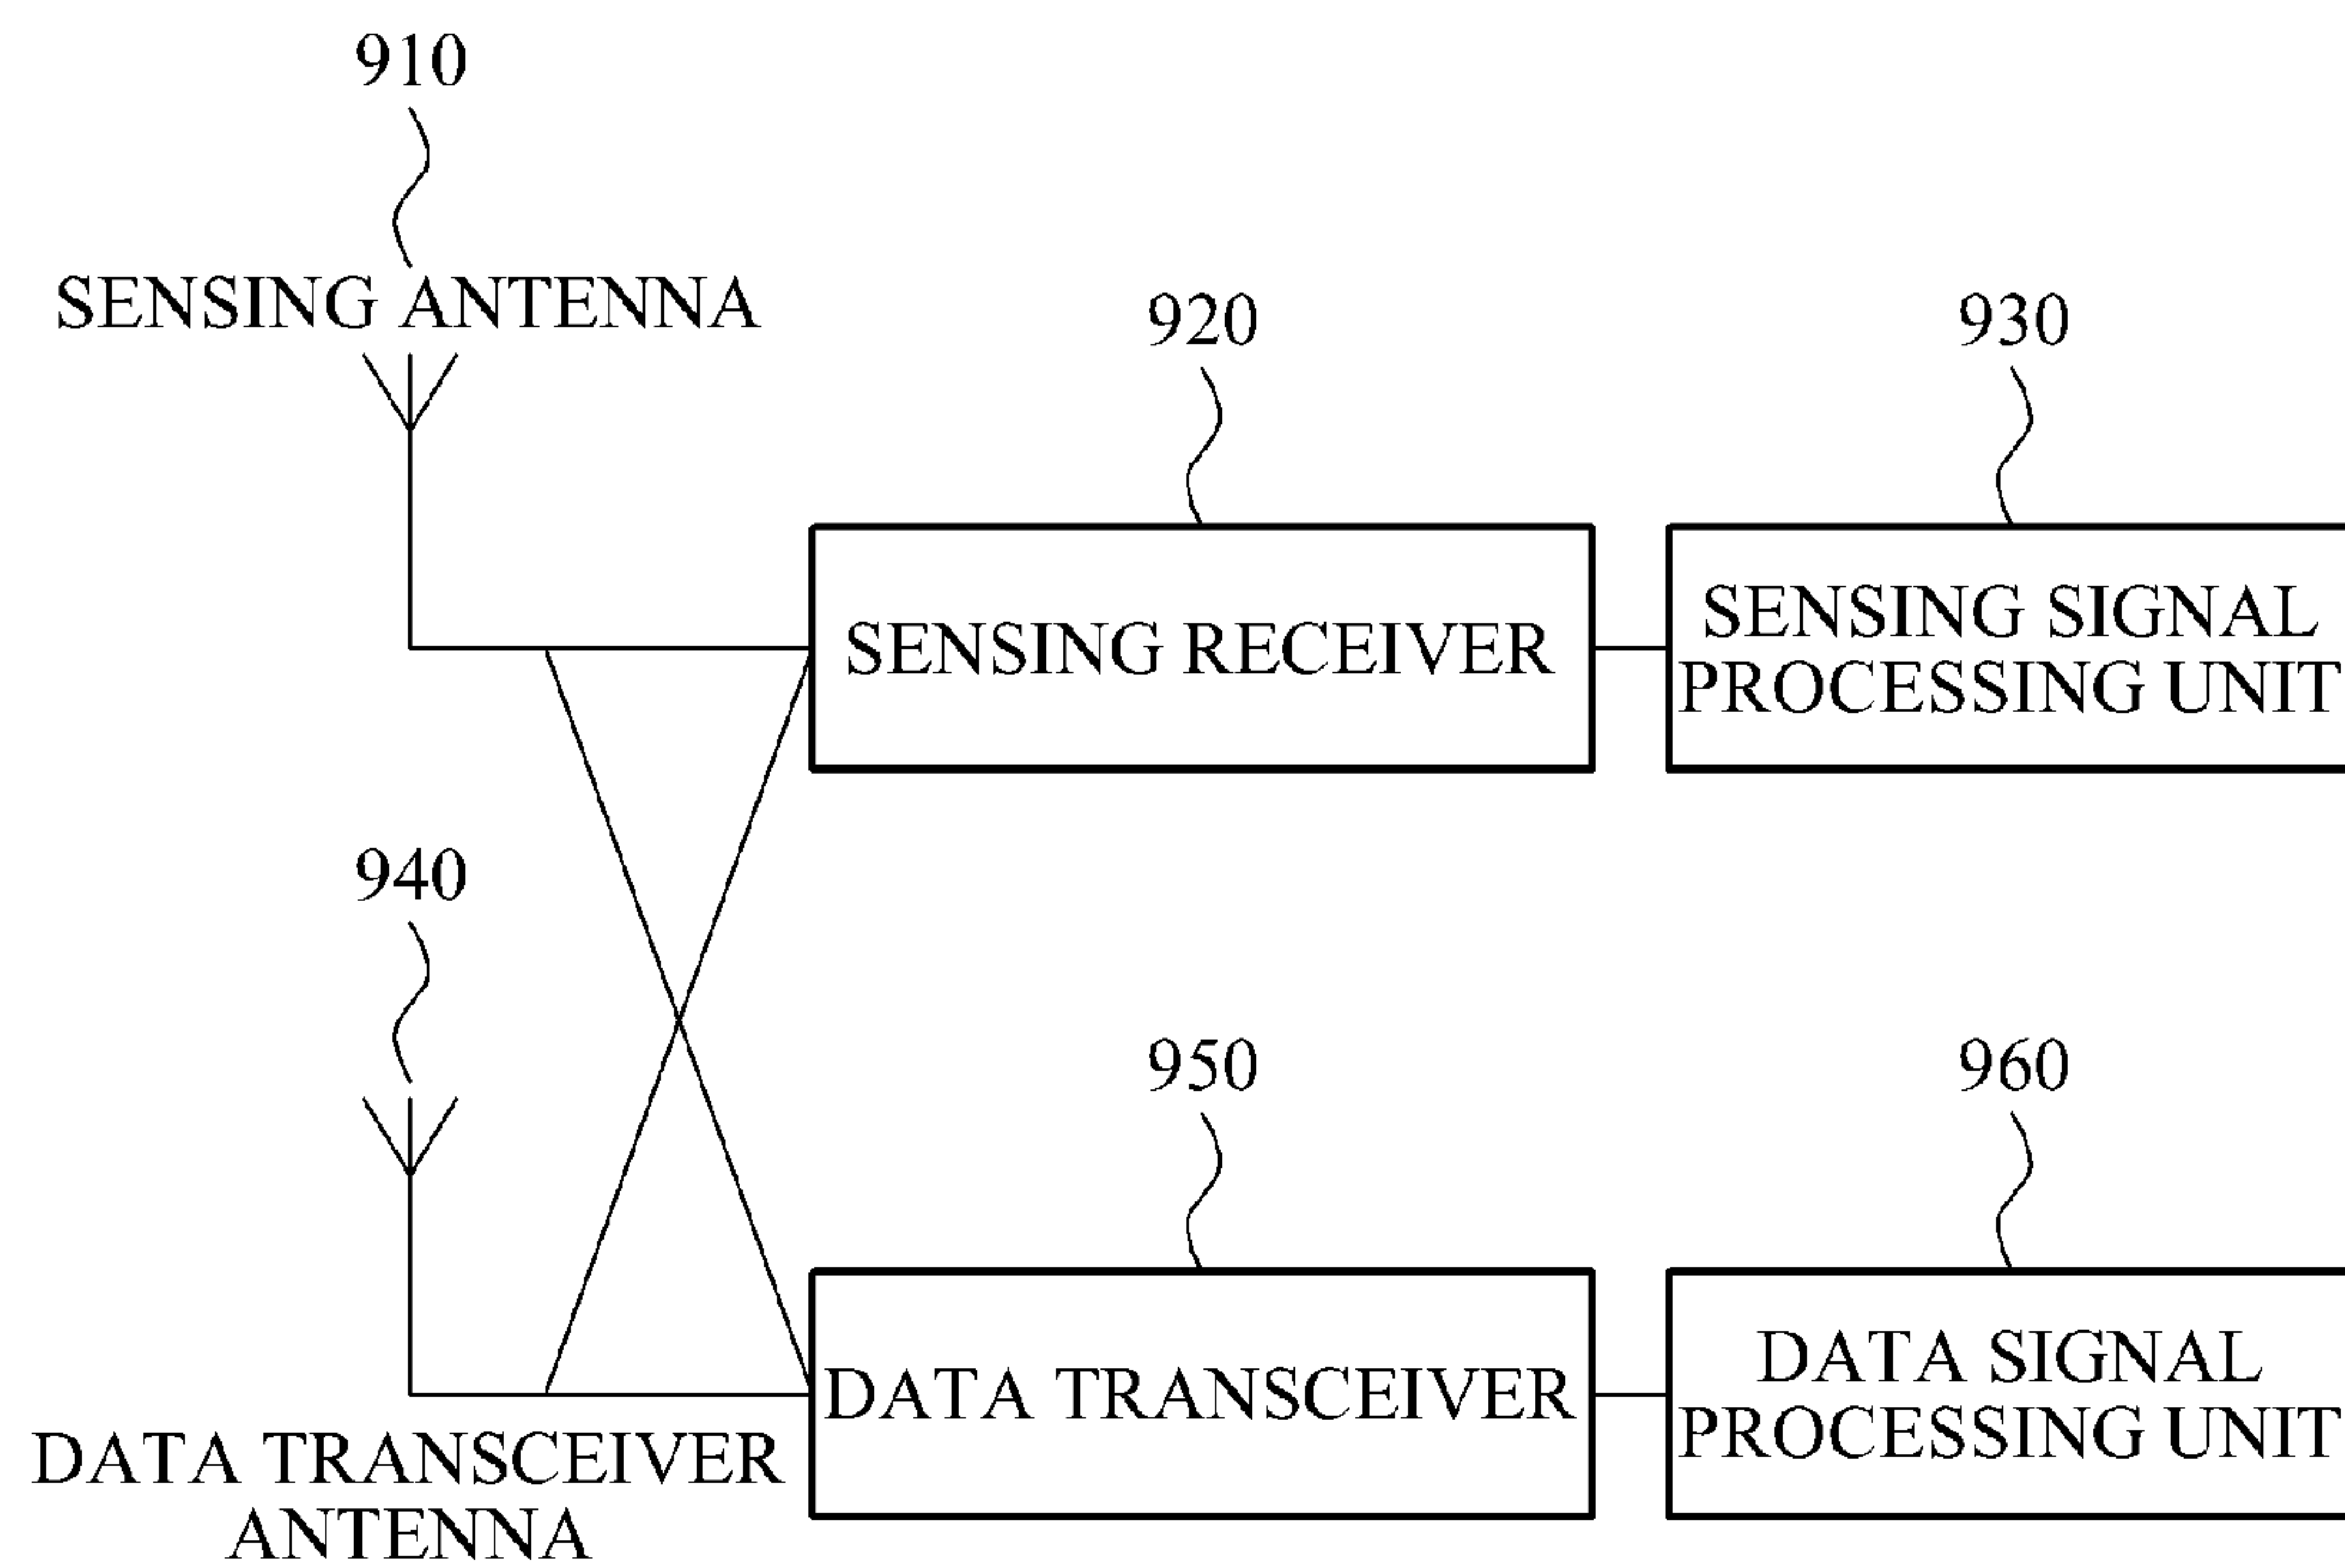 910
SENSING ANTENNA
920
930
SENSING RECEIVER
SENSING SIGNAL
PROCESSING UNIT
940
950
960
DATA TRANSCEIVER
DATA SIGNAL
PROCESSING UNIT
DATA TRANSCEIVER
ANTENNA